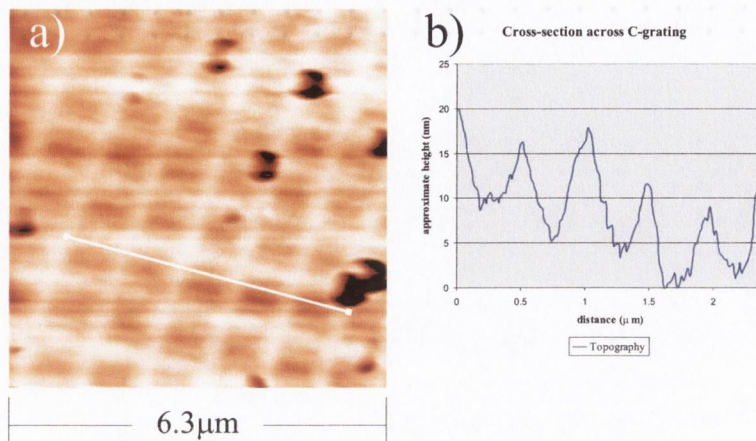 a)
6.3μm
b)
Cross-section across C-grating
approximate height (nm)
25
20
15
10
5
0
0
0.5
1
1.5
2
distance (μ m)
Topography